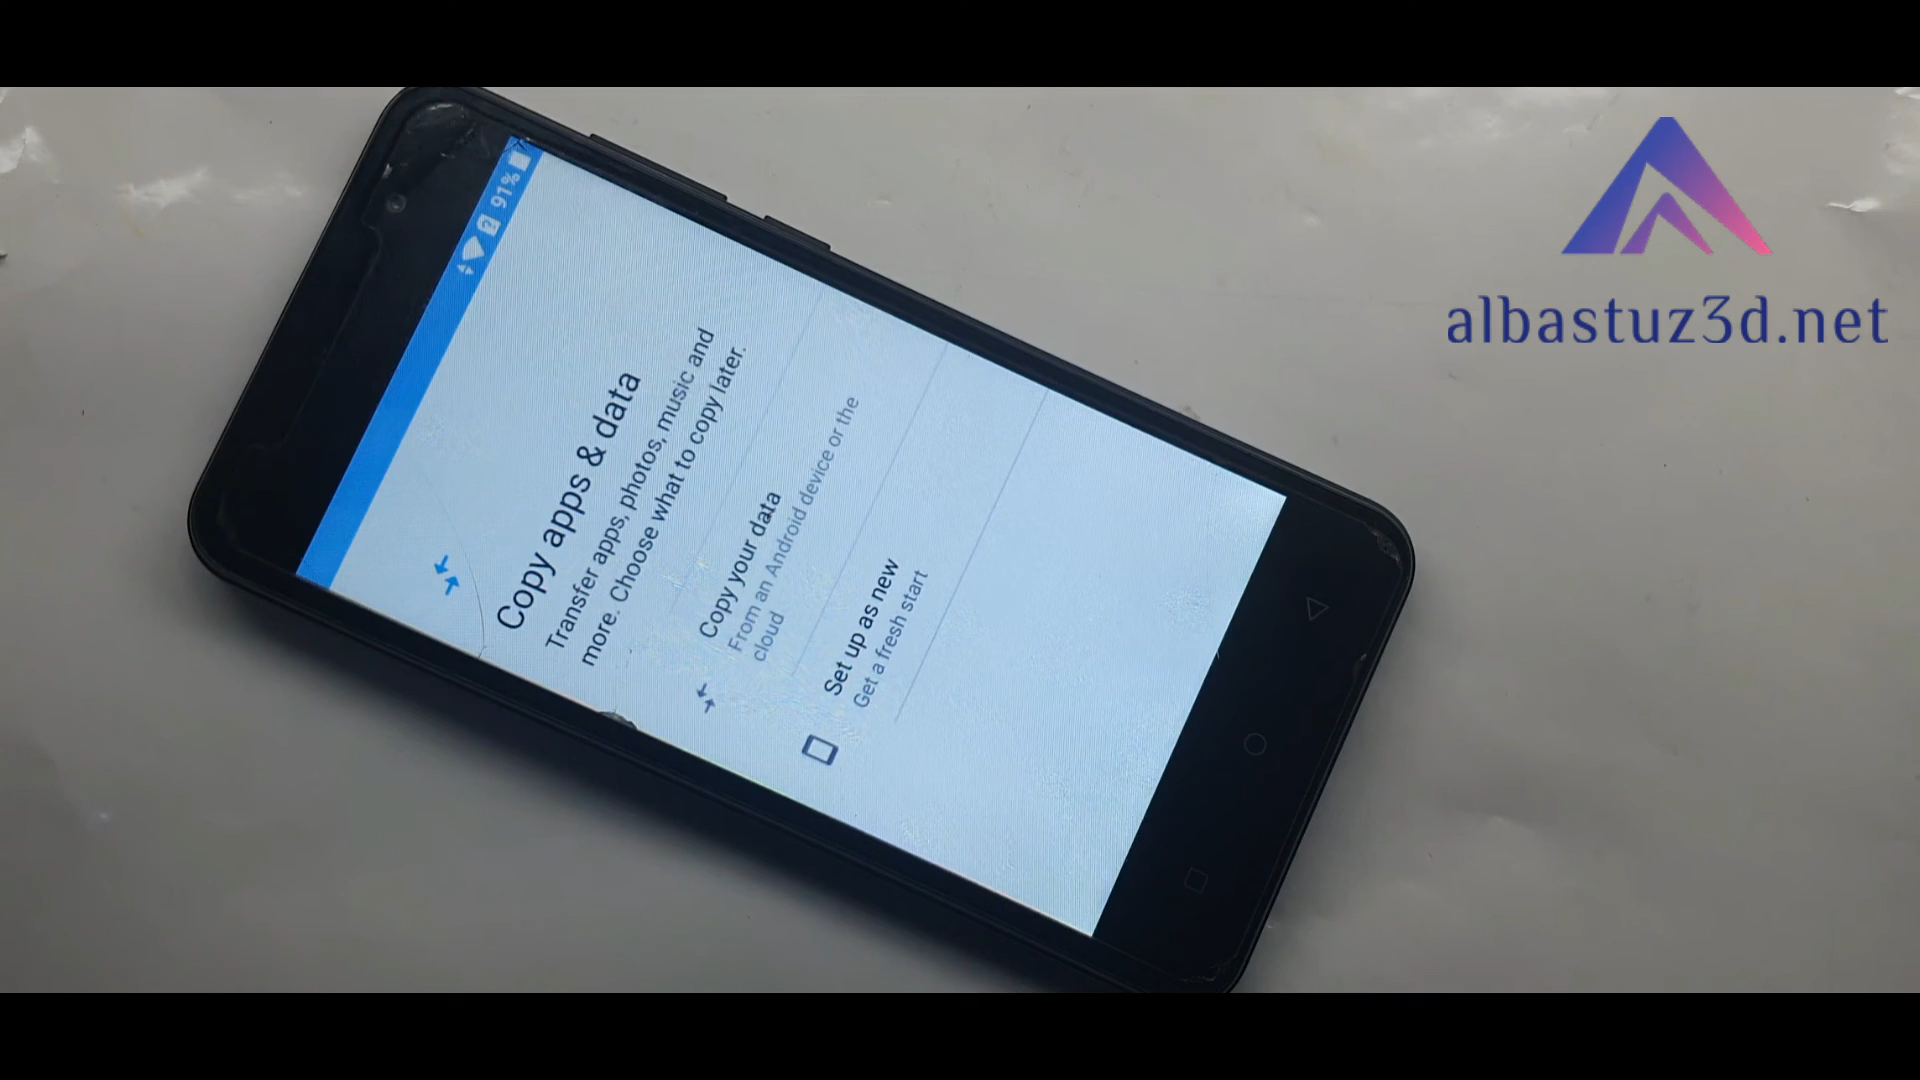 91%
Copy apps & data
Transfer apps, photos, music and
more. Choose what to copy later.
Copy your data
From an Android device or the
cloud
Set up as new
Get a fresh start
albastuz3d.net